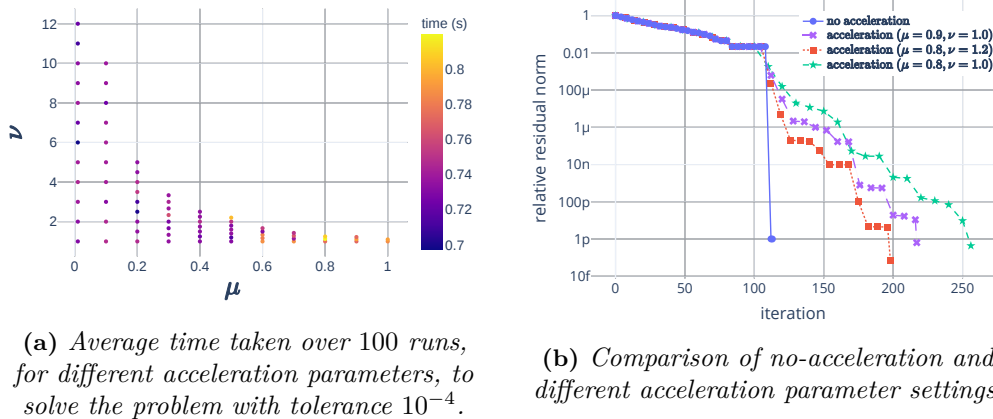 time (s)
12
10
8
6
4
2
ν
0
0.2
0.4
0.6
0.8
1
μ
0.8
0.78
0.76
0.74
0.72
0.7
(a) Average time taken over 100 runs,
for different acceleration parameters, to
solve the problem with tolerance 10⁻⁴.
relative residual norm
1
0.01
100μ
1μ
10n
100p
1p
10f
0
50
100
150
200
250
iteration
no acceleration
acceleration (μ = 0.9, ν = 1.0)
acceleration (μ = 0.8, ν = 1.2)
acceleration (μ = 0.8, ν = 1.0)
(b) Comparison of no-acceleration and
different acceleration parameter settings